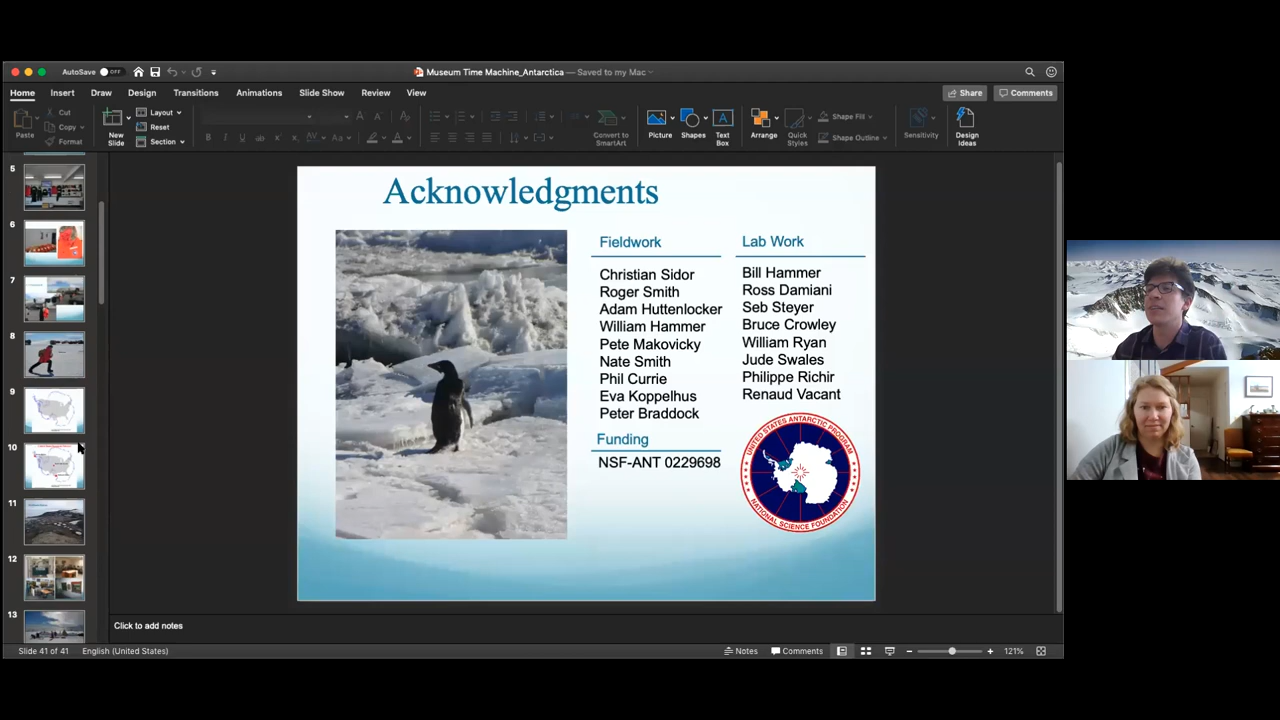 AutoSave OFF
Museum Time Machine_Antarctica — Saved to my Mac
Home Insert Draw Design Transitions Animations Slide Show Review View
Share Comments
Paste
Cut
Copy
Format
New Slide
Layout
Reset
Section
Convert to SmartArt
Picture
Shapes
Text Box
Arrange
Quick Styles
Shape Fill
Shape Outline
Sensitivity
Design Ideas
5
6
7
8
9
10
11
12
13
Acknowledgments
Fieldwork
Christian Sidor
Roger Smith
Adam Huttenlocker
William Hammer
Pete Makovicky
Nate Smith
Phil Currie
Eva Koppelhus
Peter Braddock
Funding
NSF-ANT 0229698
Lab Work
Bill Hammer
Ross Damiani
Seb Steyer
Bruce Crowley
William Ryan
Jude Swales
Philippe Richir
Renaud Vacant
UNITED STATES ANTARCTIC PROGRAM
NATIONAL SCIENCE FOUNDATION
Click to add notes
Slide 41 of 41 English (United States)
Notes Comments 121%